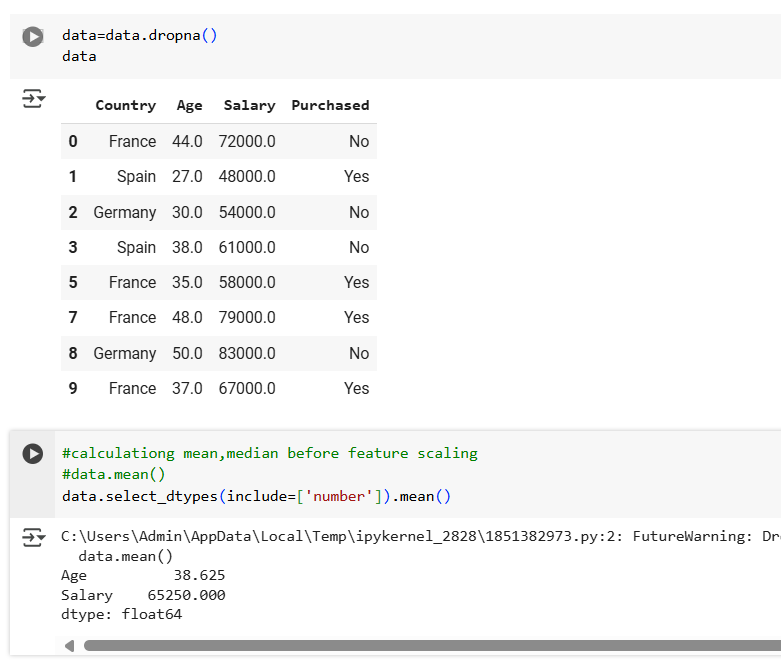 data=data.dropna()
data
Country Age Salary Purchased
0 France 44.0 72000.0 No
1 Spain 27.0 48000.0 Yes
2 Germany 30.0 54000.0 No
3 Spain 38.0 61000.0 No
5 France 35.0 58000.0 Yes
7 France 48.0 79000.0 Yes
8 Germany 50.0 83000.0 No
9 France 37.0 67000.0 Yes
#calculationg mean,median before feature scaling
#data.mean()
data.select_dtypes(include=['number']).mean()
C:\Users\Admin\AppData\Local\Temp\ipykernel_2828\1851382973.py:2: FutureWarning: Dr
data.mean()
Age 38.625
Salary 65250.000
dtype: float64